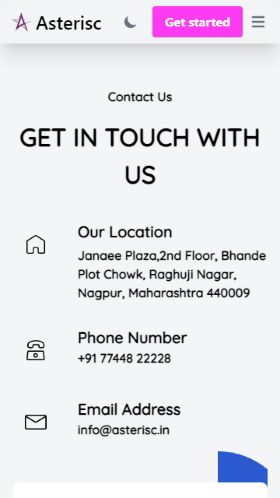 Asterisc
Get started
Contact Us
GET IN TOUCH WITH
US
Our Location
Janaee Plaza,2nd Floor, Bhande
Plot Chowk, Raghuji Nagar,
Nagpur, Maharashtra 440009
Phone Number
+91 77448 22228
Email Address
info@asterisc.in